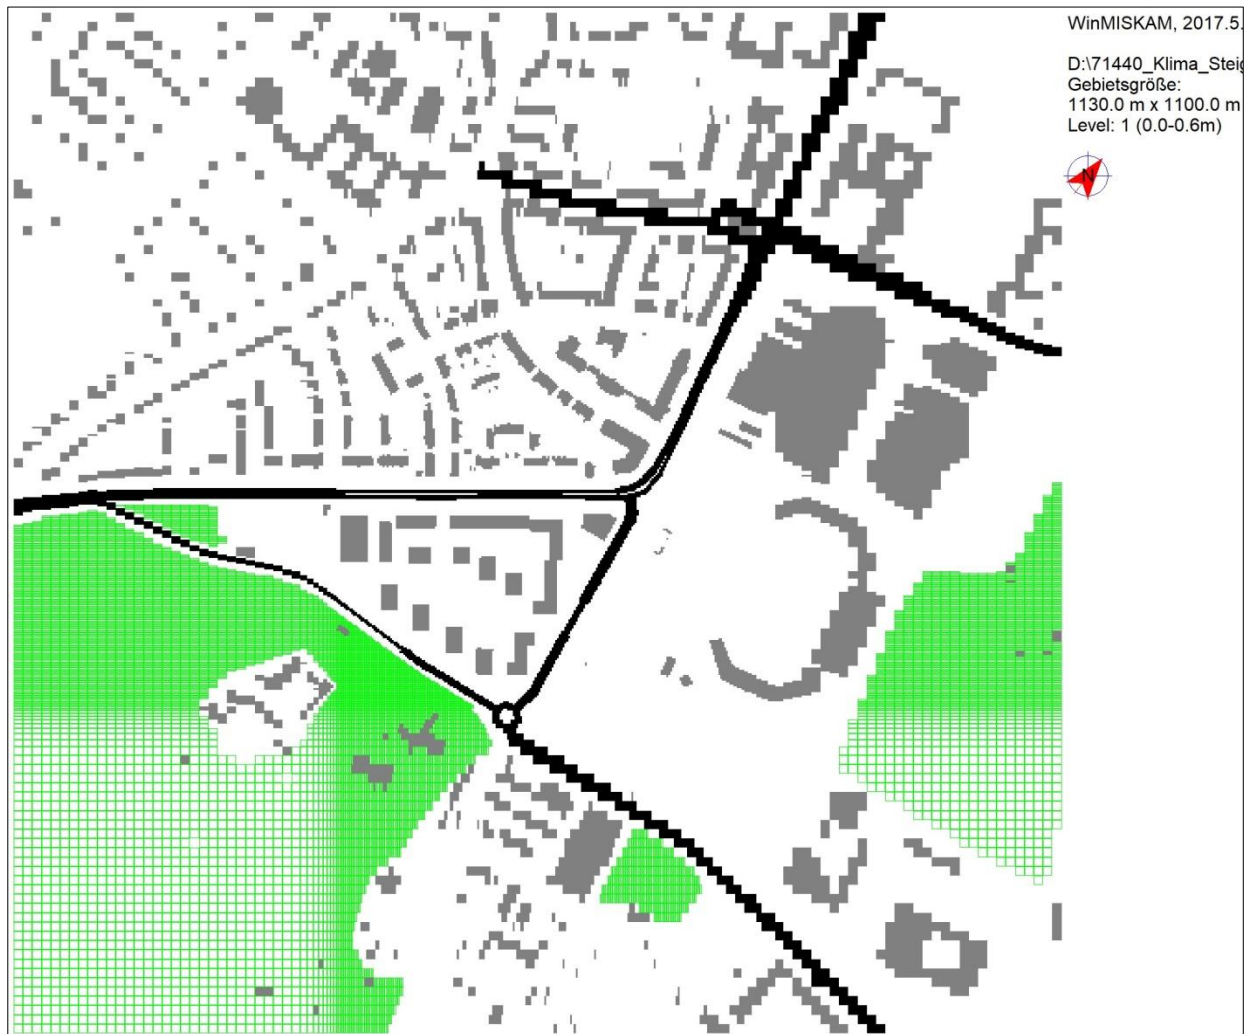 WinMISKAM, 2017.5.
D:\71440_Klima_Steig
Gebietsgröße:
1130.0 m x 1100.0 m
Level: 1 (0.0-0.6m)
N